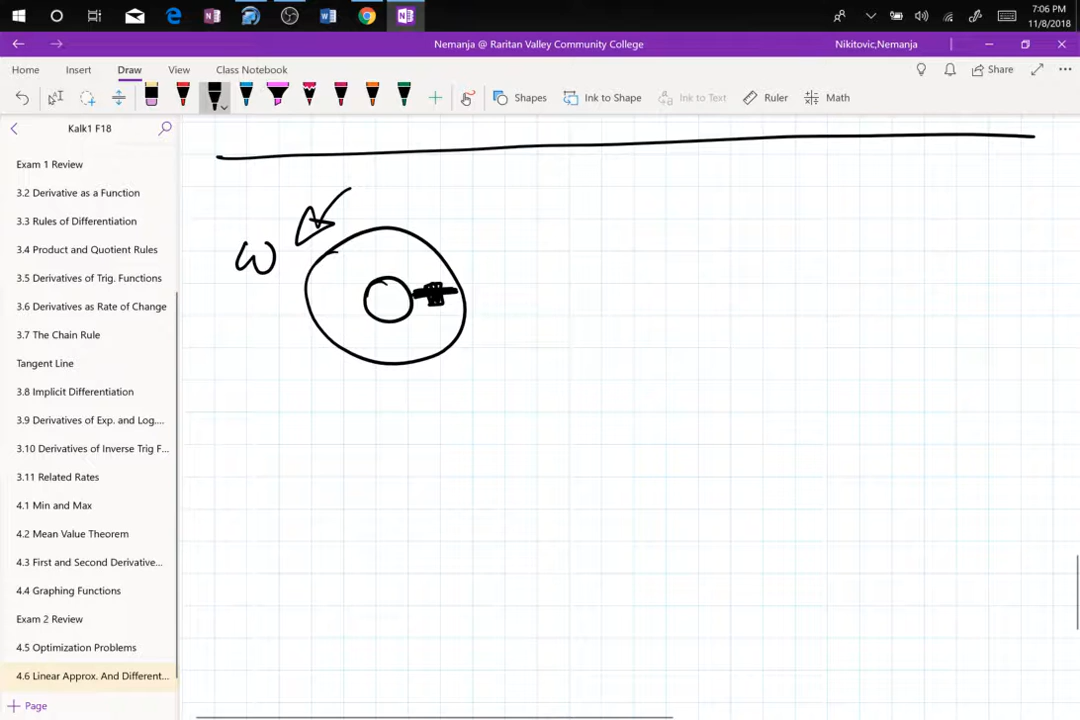 7:06 PM
11/8/2018
Nemanja @ Raritan Valley Community College
Nikitovic,Nemanja
Home Insert Draw View Class Notebook
Share
Shapes Ink to Shape Ink to Text Ruler Math
Kalk1 F18
Exam 1 Review
3.2 Derivative as a Function
3.3 Rules of Differentiation
3.4 Product and Quotient Rules
3.5 Derivatives of Trig. Functions
3.6 Derivatives as Rate of Change
3.7 The Chain Rule
Tangent Line
3.8 Implicit Differentiation
3.9 Derivatives of Exp. and Log....
3.10 Derivatives of Inverse Trig F...
3.11 Related Rates
4.1 Min and Max
4.2 Mean Value Theorem
4.3 First and Second Derivative...
4.4 Graphing Functions
Exam 2 Review
4.5 Optimization Problems
4.6 Linear Approx. And Different...
+ Page
ω